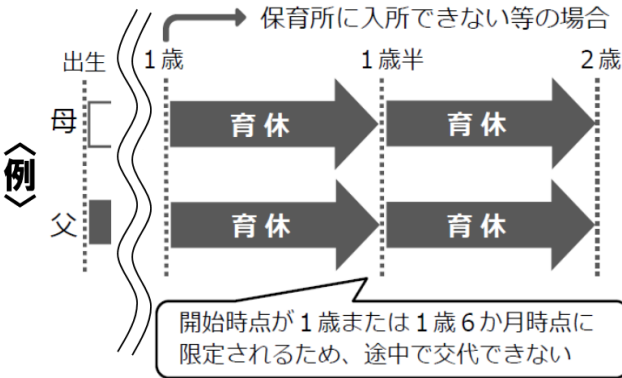 保育所に入所できない等の場合
出生 1歳 1歳半 2歳
〈例〉
母 育休 育休
父 育休 育休
開始時点が1歳または1歳6か月時点に
限定されるため、途中で交代できない